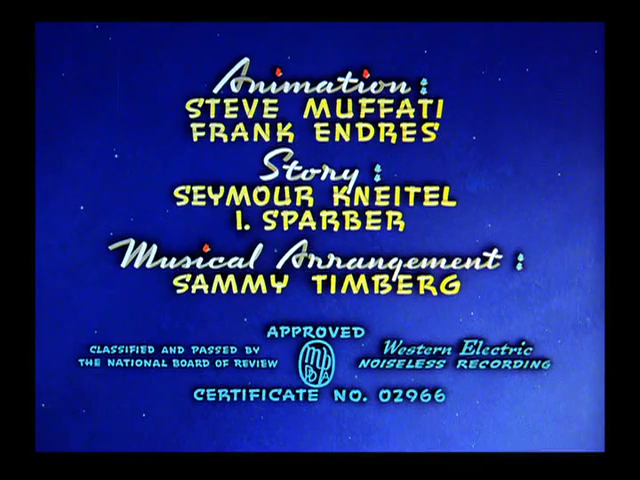 Animation:
STEVE MUFFATI
FRANK ENDRES
Story:
SEYMOUR KNEITEL
I. SPARBER
Musical Arrangement:
SAMMY TIMBERG
APPROVED
CLASSIFIED AND PASSED BY
THE NATIONAL BOARD OF REVIEW
MPPDA
Western Electric
NOISELESS RECORDING
CERTIFICATE NO. 02966